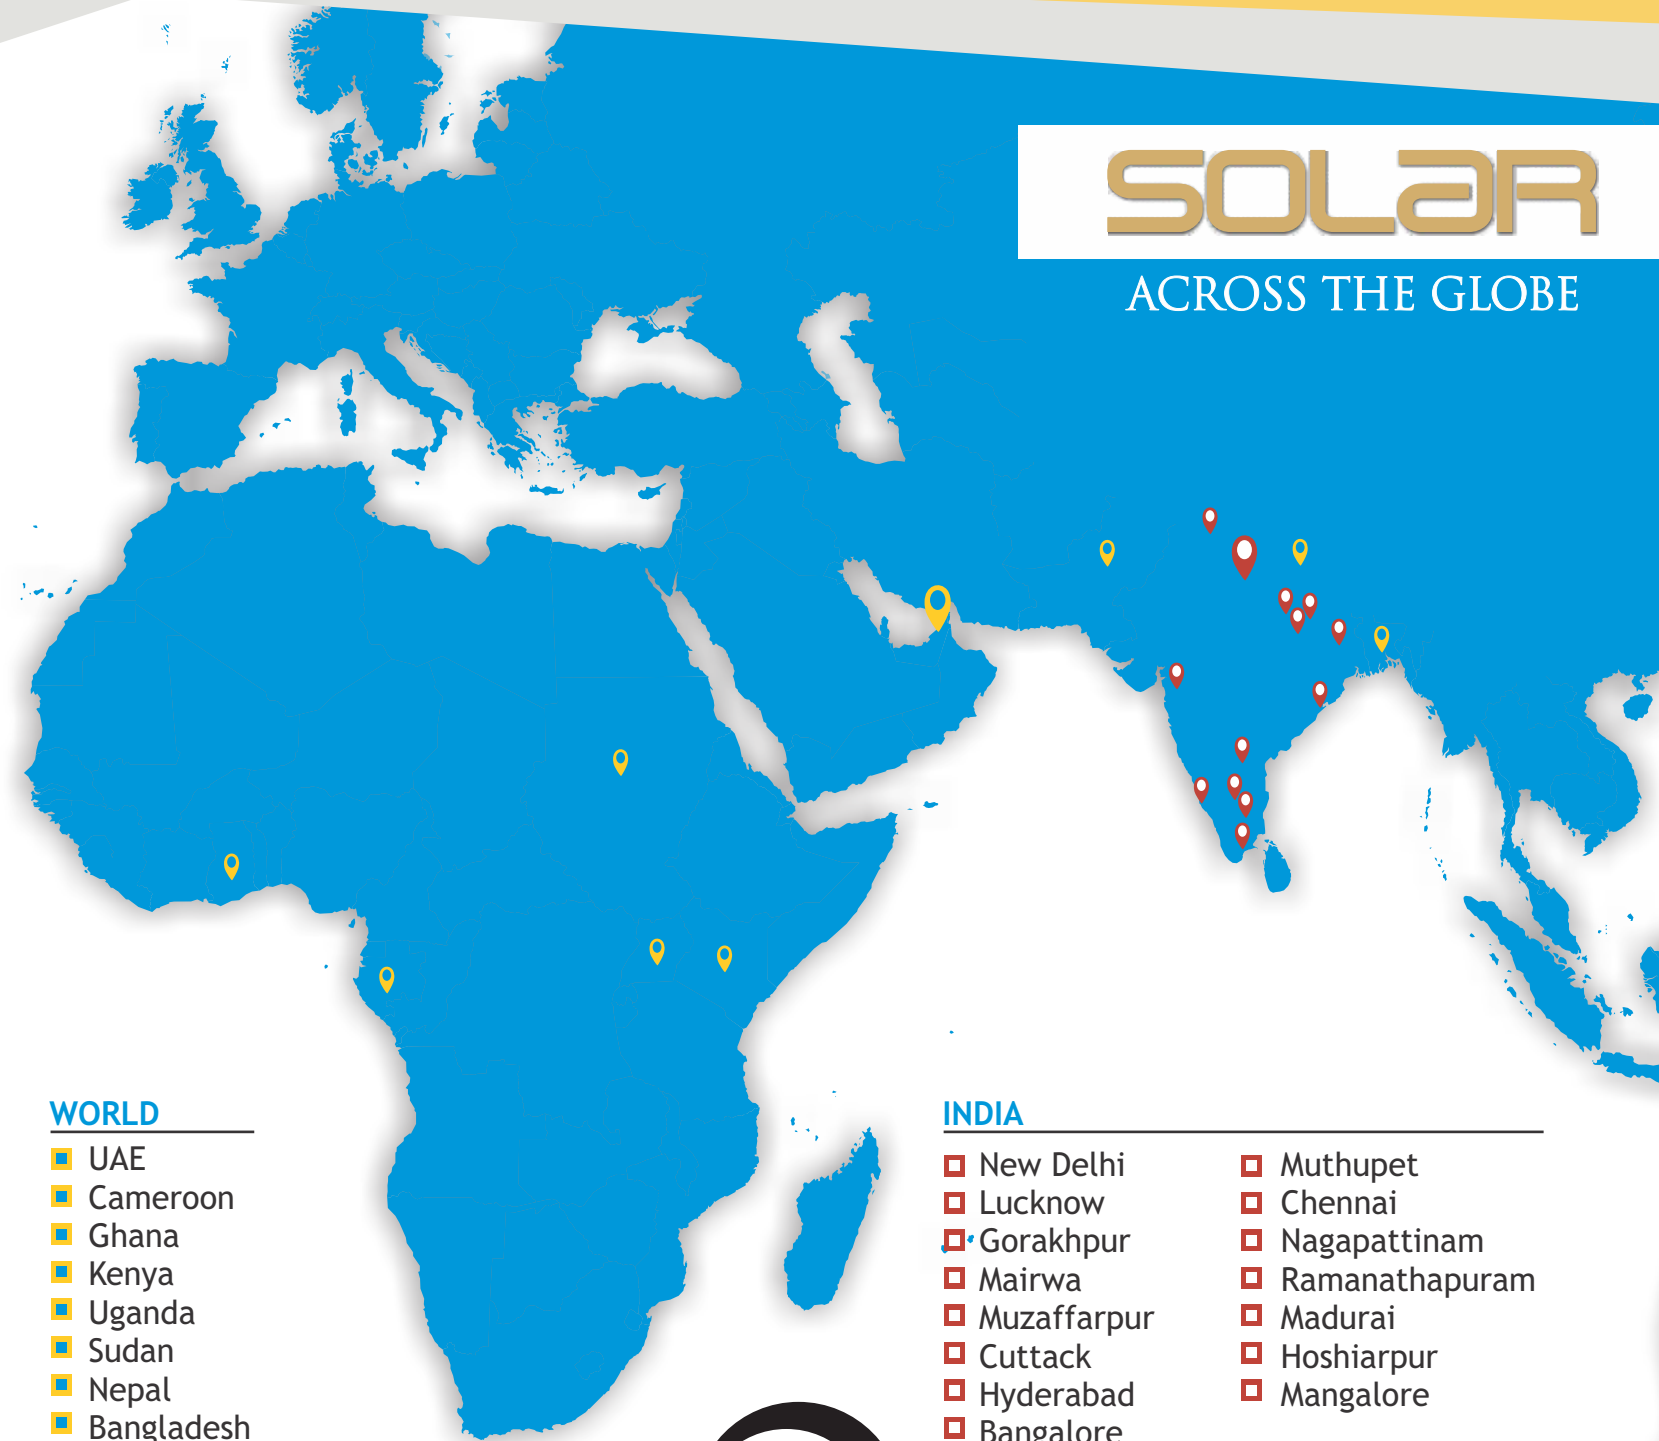 SOLAR
ACROSS THE GLOBE
WORLD
UAE
Cameroon
Ghana
Kenya
Uganda
Sudan
Nepal
Bangladesh
INDIA
New Delhi
Lucknow
Gorakhpur
Mairwa
Muzaffarpur
Cuttack
Hyderabad
Bangalore
Muthupet
Chennai
Nagapattinam
Ramanathapuram
Madurai
Hoshiarpur
Mangalore